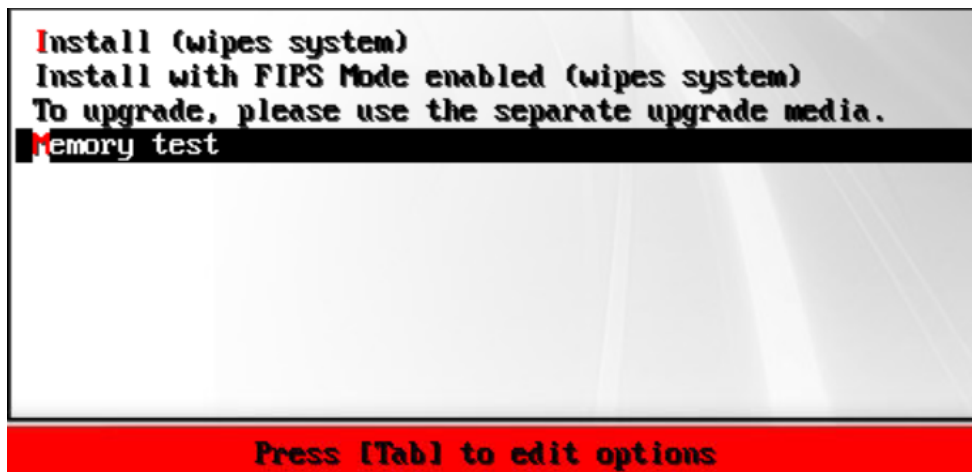 Install (wipes system)
Install with FIPS Mode enabled (wipes system)
To upgrade, please use the separate upgrade media.
Memory test
Press [Tab] to edit options